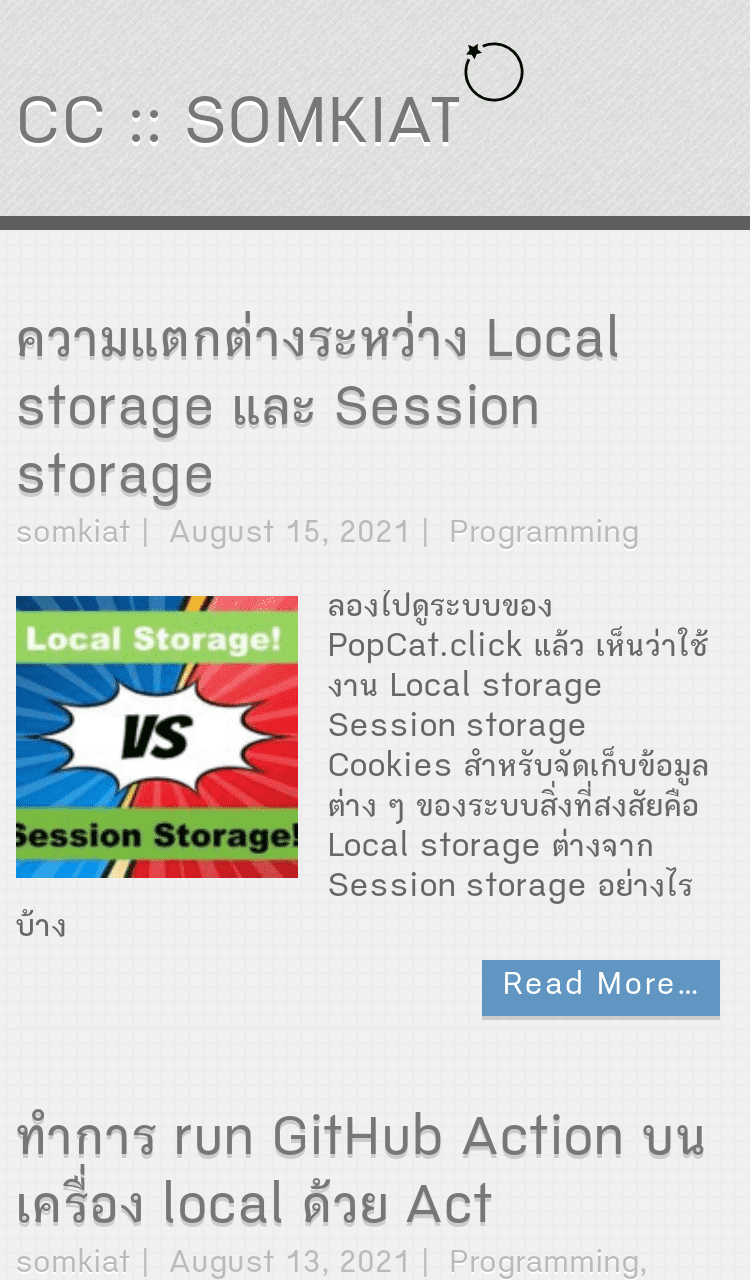 CC :: SOMKIAT
ความแตกต่างระหว่าง Local
storage และ Session
storage
somkiat | August 15, 2021 | Programming
Local Storage!
VS
Session Storage!
ลองไปดูระบบของ
PopCat.click แล้ว เห็นว่าใช้
งาน Local storage
Session storage
Cookies สำหรับจัดเก็บข้อมูล
ต่าง ๆ ของระบบสิ่งที่สงสัยคือ
Local storage ต่างจาก
Session storage อย่างไร
บ้าง
Read More…
ทำการ run GitHub Action บน
เครื่อง local ด้วย Act
somkiat | August 13, 2021 | Programming,